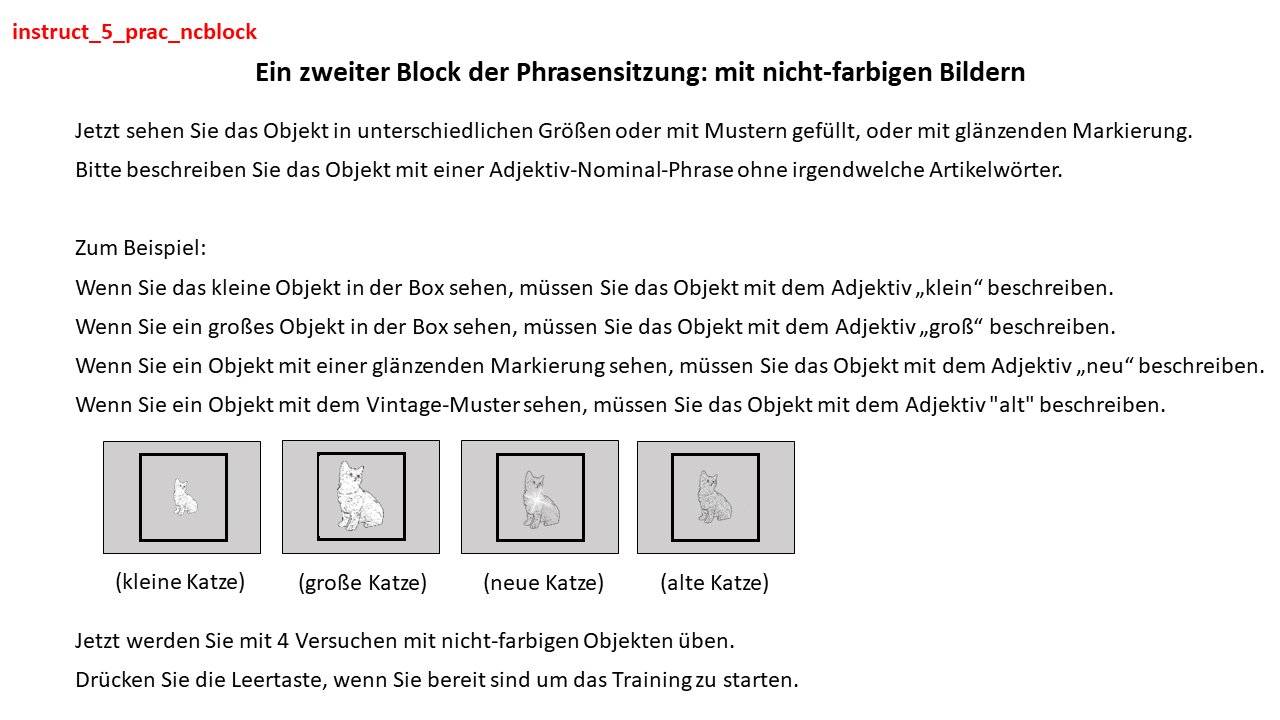 instruct_5_prac_ncblock
Ein zweiter Block der Phrasensitzung: mit nicht-farbigen Bildern
Jetzt sehen Sie das Objekt in unterschiedlichen Größen oder mit Mustern gefüllt, oder mit glänzenden Markierung.
Bitte beschreiben Sie das Objekt mit einer Adjektiv-Nominal-Phrase ohne irgendwelche Artikelwörter.
Zum Beispiel:
Wenn Sie das kleine Objekt in der Box sehen, müssen Sie das Objekt mit dem Adjektiv „klein“ beschreiben.
Wenn Sie ein großes Objekt in der Box sehen, müssen Sie das Objekt mit dem Adjektiv „groß“ beschreiben.
Wenn Sie ein Objekt mit einer glänzenden Markierung sehen, müssen Sie das Objekt mit dem Adjektiv „neu“ beschreiben.
Wenn Sie ein Objekt mit dem Vintage-Muster sehen, müssen Sie das Objekt mit dem Adjektiv "alt" beschreiben.
(kleine Katze) (große Katze) (neue Katze) (alte Katze)
Jetzt werden Sie mit 4 Versuchen mit nicht-farbigen Objekten üben.
Drücken Sie die Leertaste, wenn Sie bereit sind um das Training zu starten.